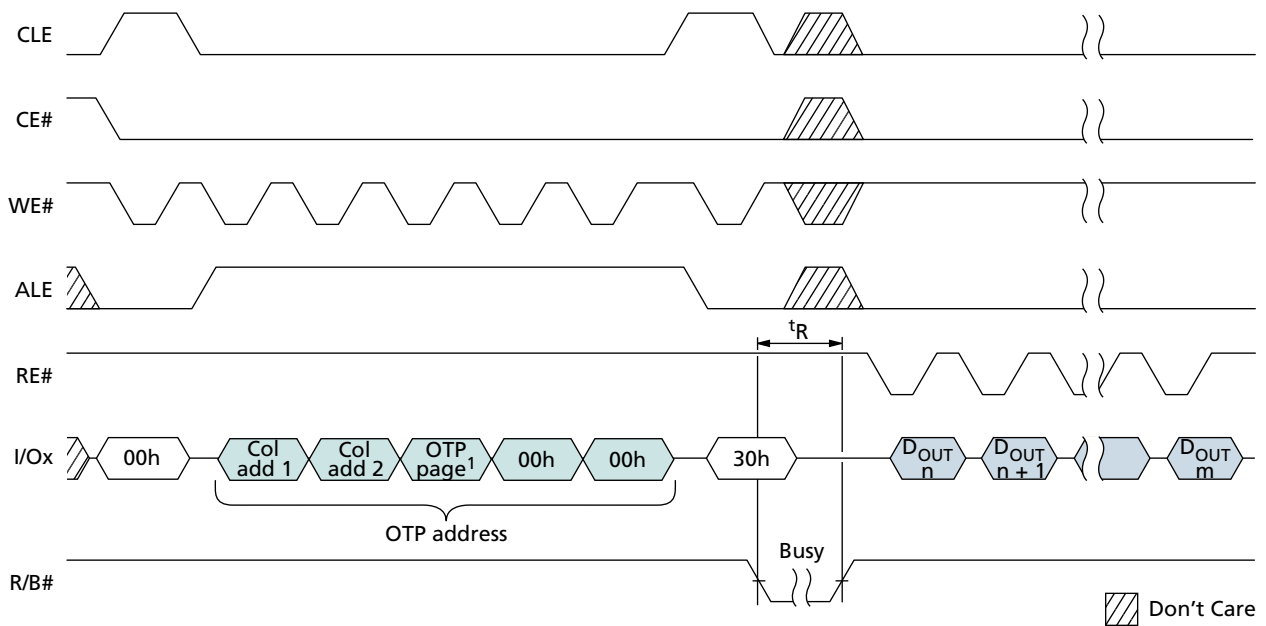 CLE
CE#
WE#
ALE
tR
RE#
I/Ox
00h
Col
add 1
Col
add 2
OTP
page1
00h
00h
30h
DOUT
n
DOUT
n + 1
DOUT
m
OTP address
Busy
R/B#
Don't Care